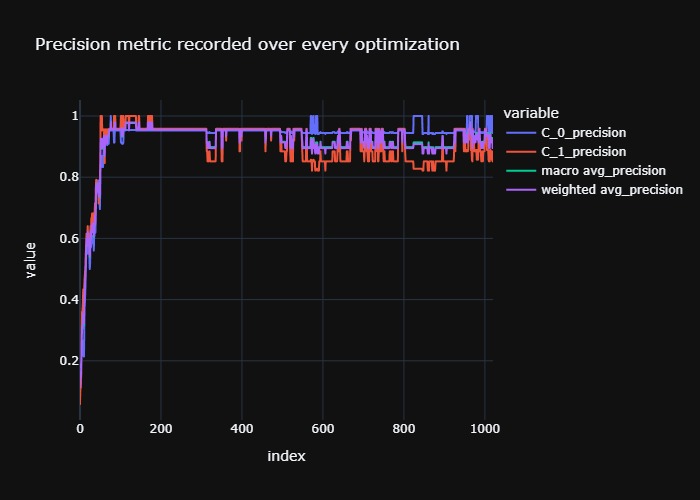 Precision metric recorded over every optimization
variable
C_0_precision
C_1_precision
macro avg_precision
weighted avg_precision
1
0.8
0.6
0.4
0.2
value
0 200 400 600 800 1000
index